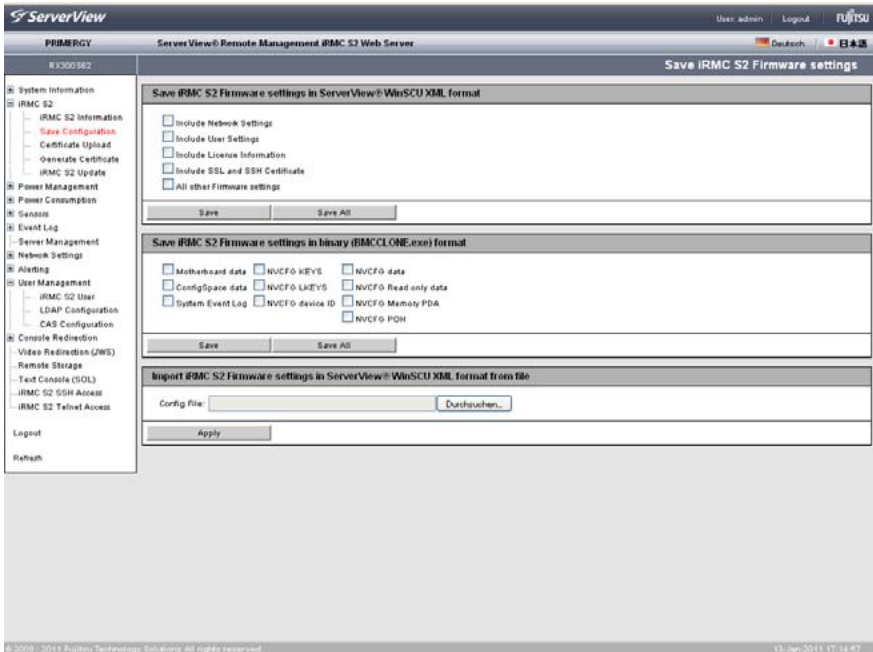 ServerView
User: admin Logout FUJITSU
PRIMERGY ServerView® Remote Management iRMC S2 Web Server Deutsch 日本語
RX300S62 Save iRMC S2 Firmware settings
System Information
iRMC S2
iRMC S2 Information
Save Configuration
Certificate Upload
Generate Certificate
iRMC S2 Update
Power Management
Power Consumption
Sensors
Event Log
Server Management
Network Settings
Alerting
User Management
iRMC S2 User
LDAP Configuration
CAS Configuration
Console Redirection
Video Redirection (JWS)
Remote Storage
Text Console (SOL)
iRMC S2 SSH Access
iRMC S2 Telnet Access
Logout
Refresh
Save iRMC S2 Firmware settings in ServerView® WinSCU XML format
Include Network Settings
Include User Settings
Include License Information
Include SSL and SSH Certificate
All other Firmware settings
Save Save All
Save iRMC S2 Firmware settings in binary (BMCCLONE.exe) format
Motherboard data NVCFG KEYS NVCFG data
ConfigSpace data NVCFG LKEYS NVCFG Read only data
System Event Log NVCFG device ID NVCFG Memory PDA
NVCFG POH
Save Save All
Import iRMC S2 Firmware settings in ServerView® WinSCU XML format from file
Config File: Durchsuchen...
Apply
© 2009 - 2011 Fujitsu Technology Solutions All rights reserved. 13 Jan 2011 17:14:57